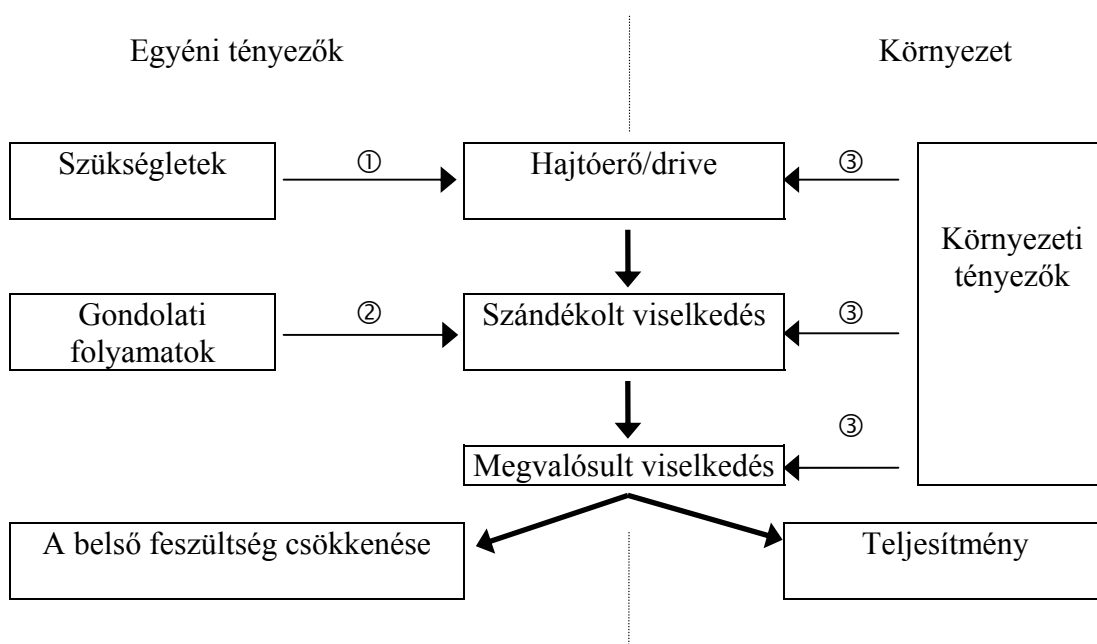 Egyéni tényezők
Környezet
Szükségletek
①
Hajtóerő/drive
③
Környezeti
tényezők
Gondolati
folyamatok
②
Szándékolt viselkedés
③
③
Megvalósult viselkedés
A belső feszültség csökkenése
Teljesítmény